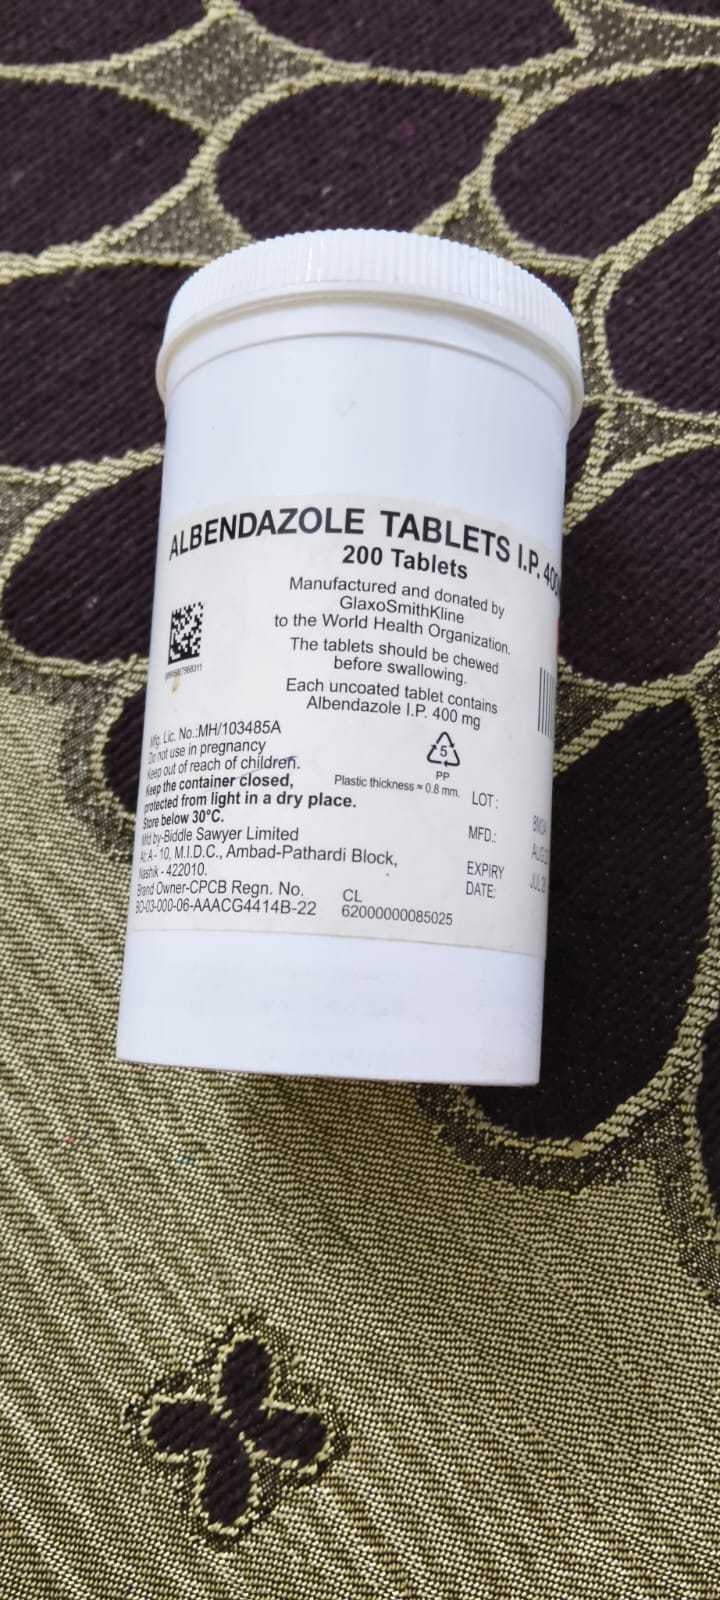 ALBENDAZOLE TABLETS I.P. 400
200 Tablets
Manufactured and donated by
GlaxoSmithKline
to the World Health Organization.
The tablets should be chewed
before swallowing.
Each uncoated tablet contains
Albendazole I.P. 400 mg
Mfg. Lic. No.:MH/103485A
Do not use in pregnancy
Keep out of reach of children.
Keep the container closed,
protected from light in a dry place.
Store below 30°C.
Mfd by-Biddle Sawyer Limited
At: A - 10, M.I.D.C., Ambad-Pathardi Block,
Nashik - 422010.
Brand Owner-CPCB Regn. No.
BO-03-000-06-AAACG4414B-22
5
PP
Plastic thickness ≈ 0.8 mm.
LOT:
MFD.:
AUG
EXPIRY
DATE:
JUL
CL
62000000085025